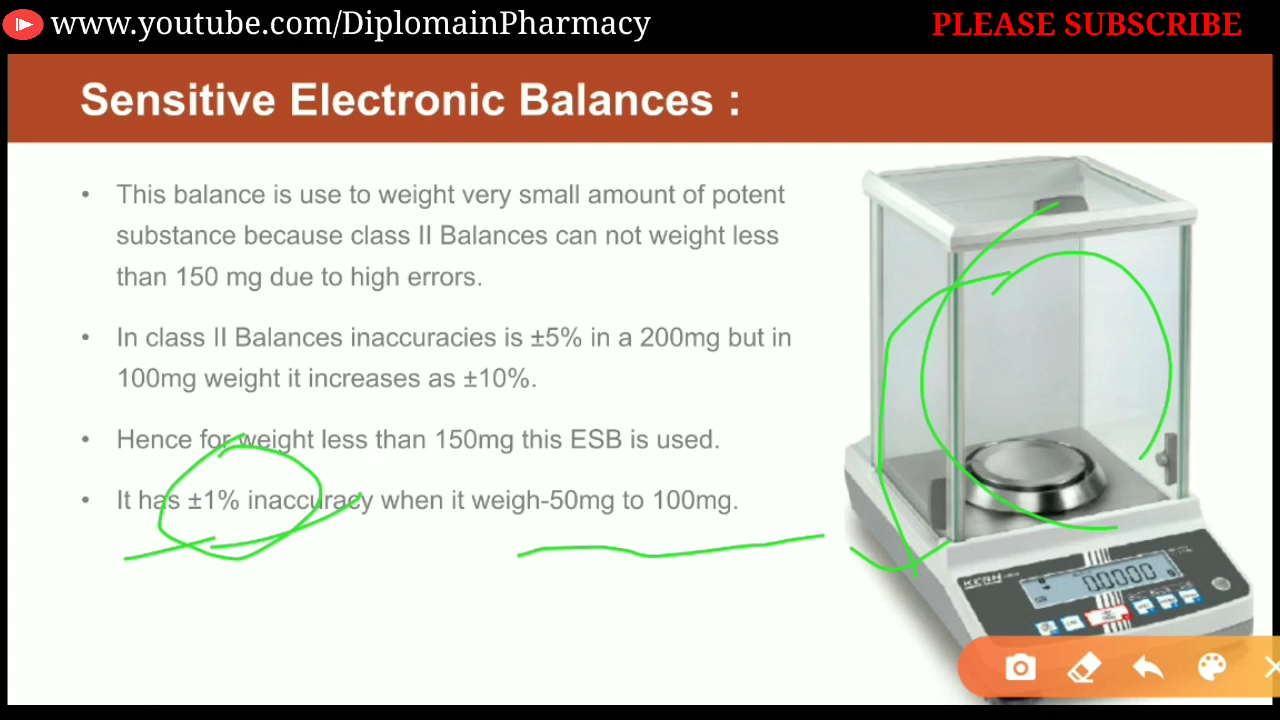 www.youtube.com/DiplomainPharmacy
PLEASE SUBSCRIBE
Sensitive Electronic Balances :
• This balance is use to weight very small amount of potent
substance because class II Balances can not weight less
than 150 mg due to high errors.
• In class II Balances inaccuracies is ±5% in a 200mg but in
100mg weight it increases as ±10%.
• Hence for weight less than 150mg this ESB is used.
• It has ±1% inaccuracy when it weigh-50mg to 100mg.
KERN
0.0000